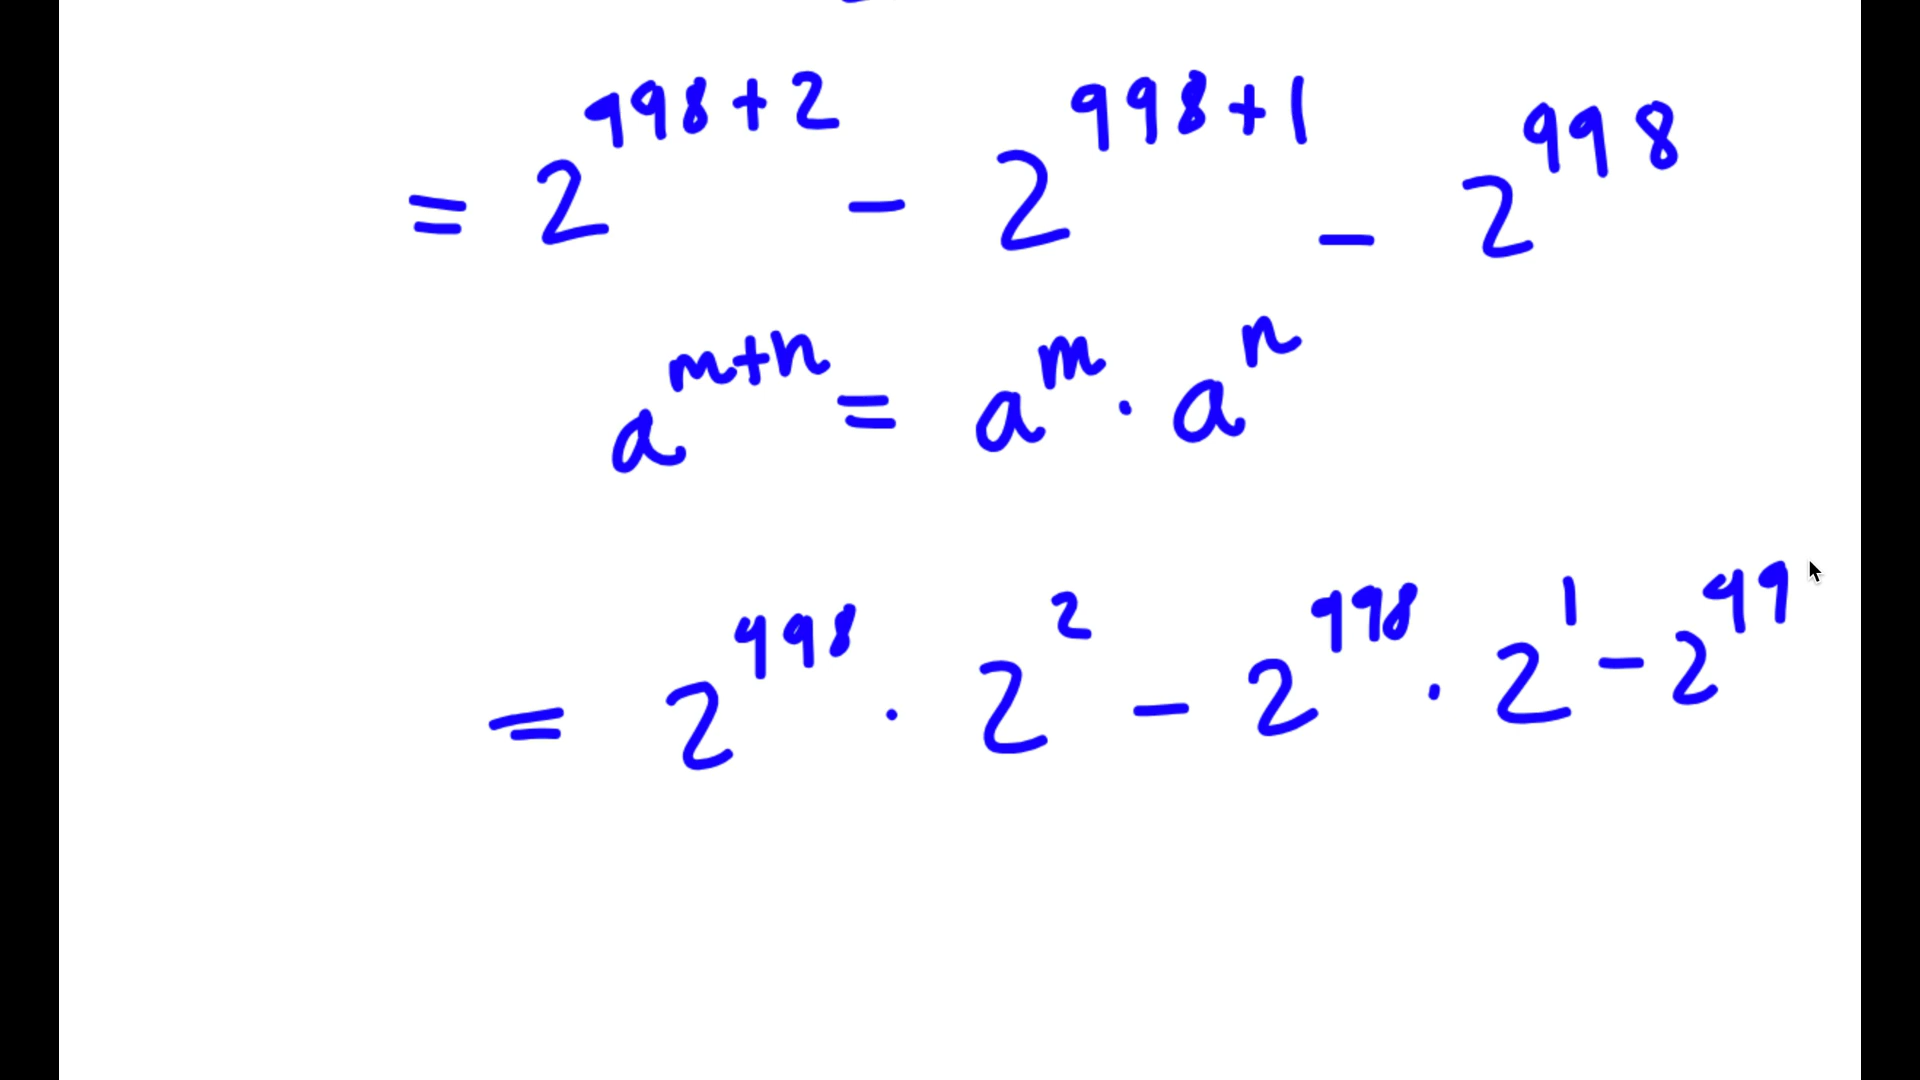 = 2^998+2 - 2^998+1 - 2^998
a^m+n = a^m · a^n
= 2^998 · 2^2 - 2^998 · 2^1 - 2^99